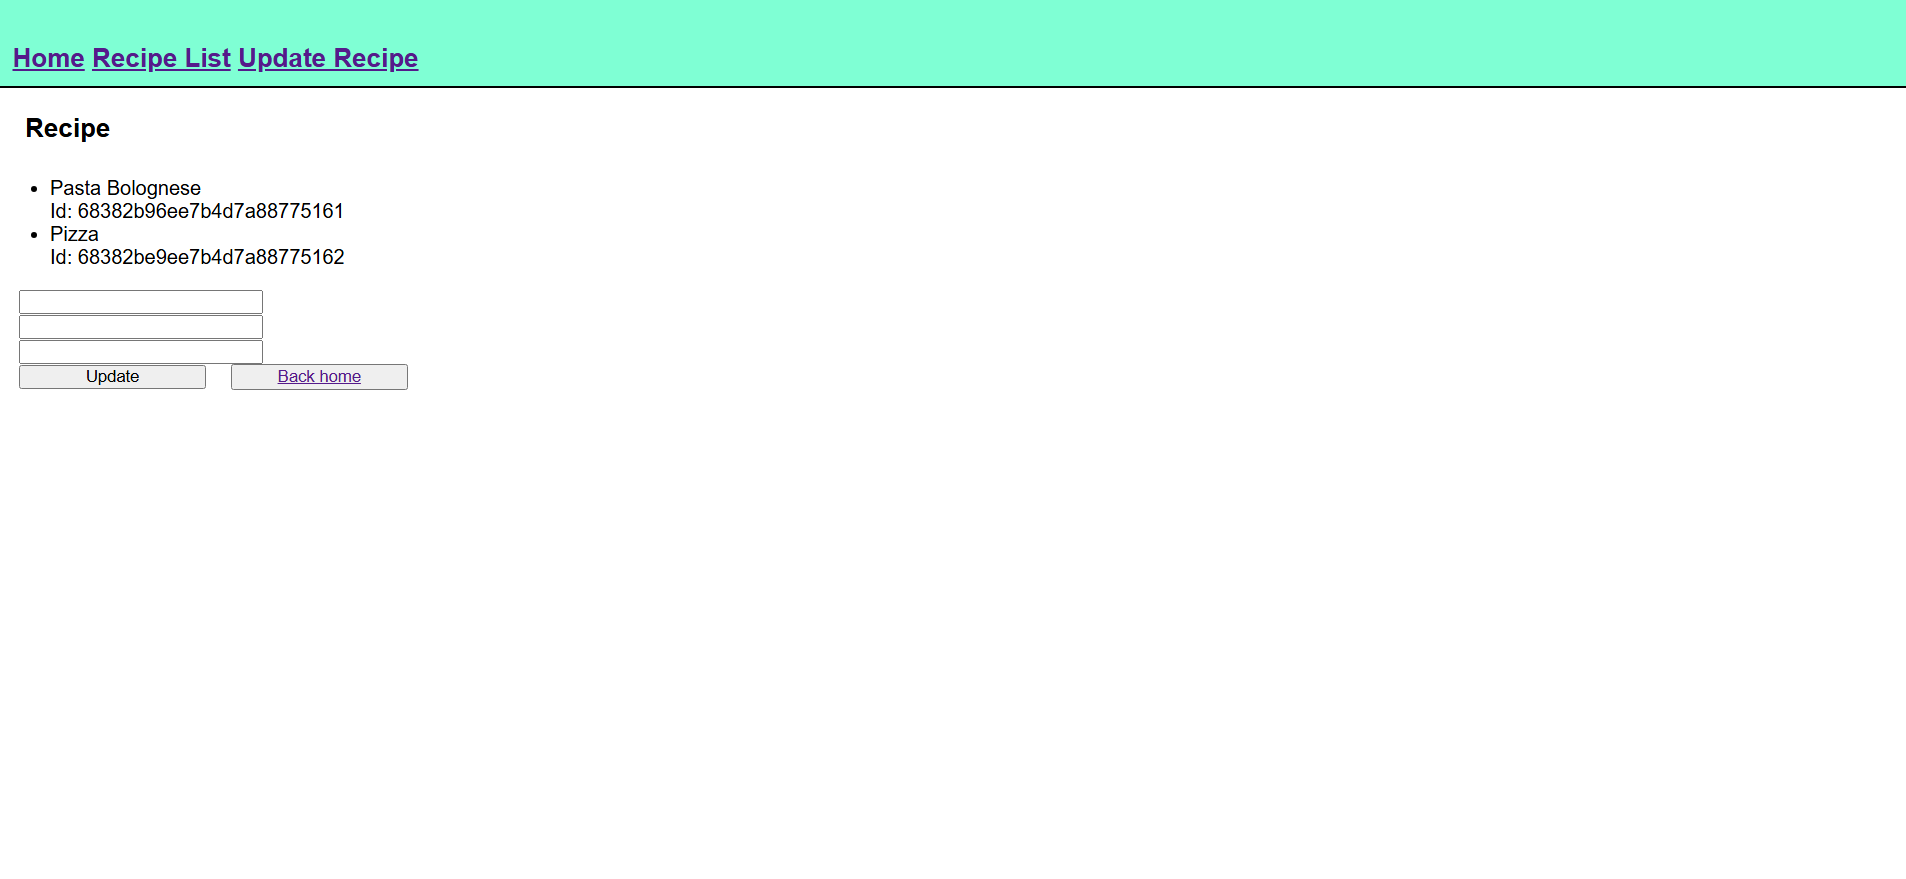 Home Recipe List Update Recipe
Recipe
Pasta Bolognese
Id: 68382b96ee7b4d7a88775161
Pizza
Id: 68382be9ee7b4d7a88775162
Update Back home